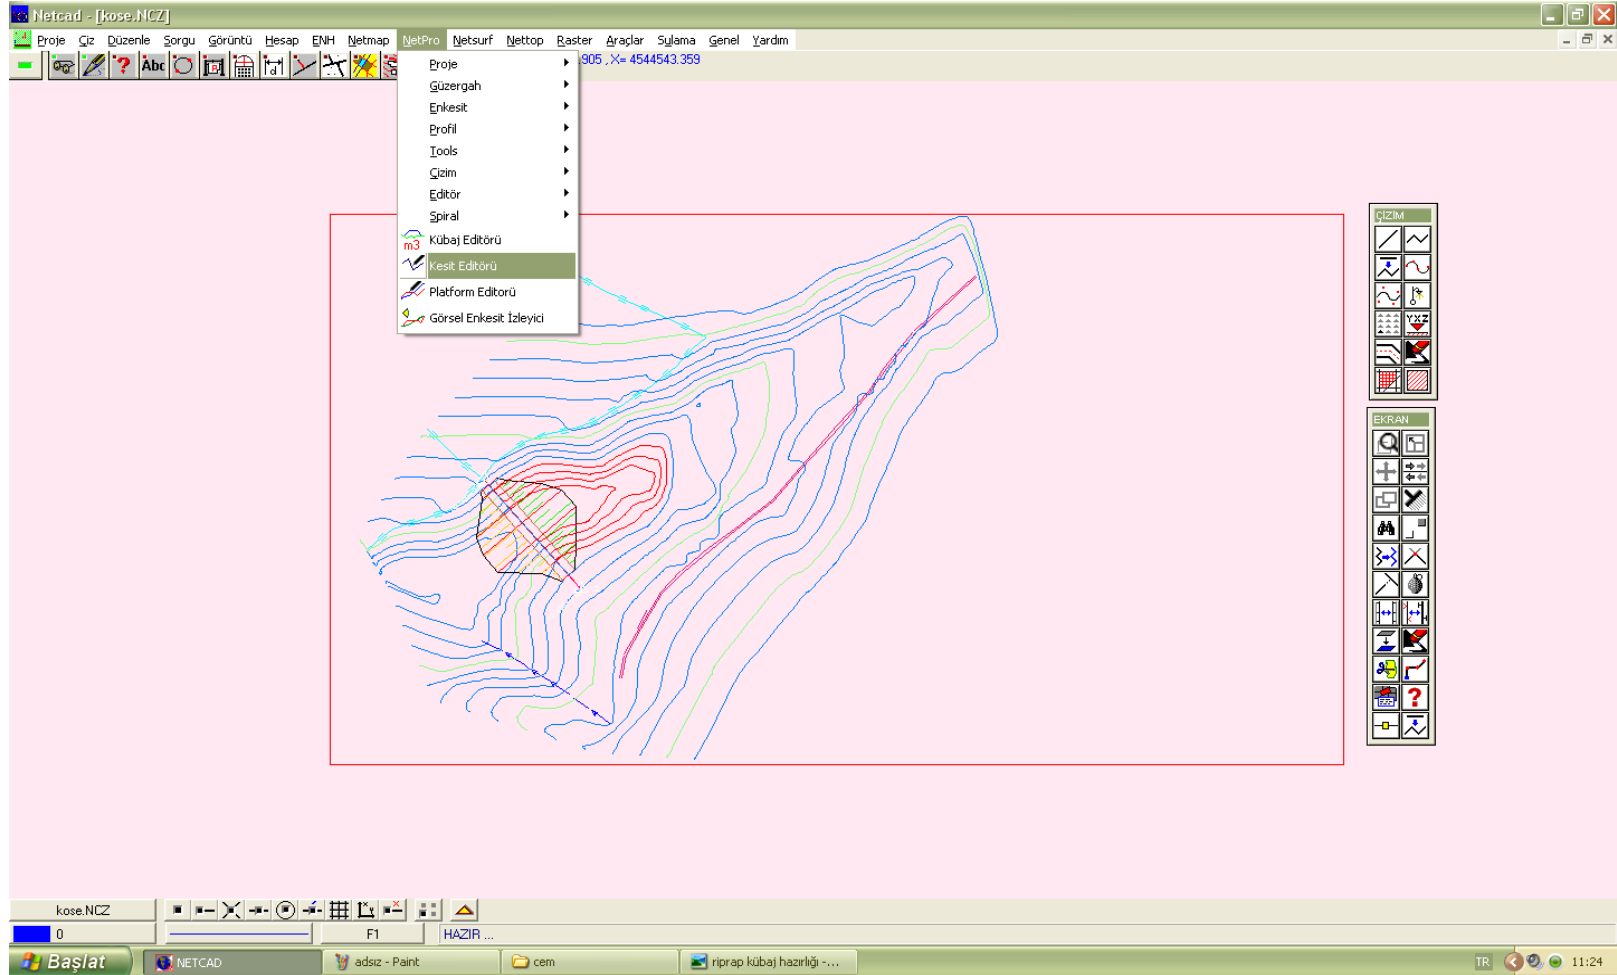 Netcad - [kose.NCZ]
Proje Çiz Düzenle Sorgu Görüntü Hesap ENH Netmap NetPro Netsurf Nettop Raster Araçlar Sulama Genel Yardım
Abc
.905 , X= 4544543.359
Proje
Güzergah
Enkesit
Profil
Tools
Çizim
Editör
Spiral
m3 Kübaj Editörü
Kesit Editörü
Platform Editorü
Görsel Enkesit İzleyici
ÇİZİM
YXZ
EKRAN
kose.NCZ
0
F1
HAZIR ...
Başlat
NETCAD
adsız - Paint
cem
riprap kübaj hazırlığı -...
TR
11:24